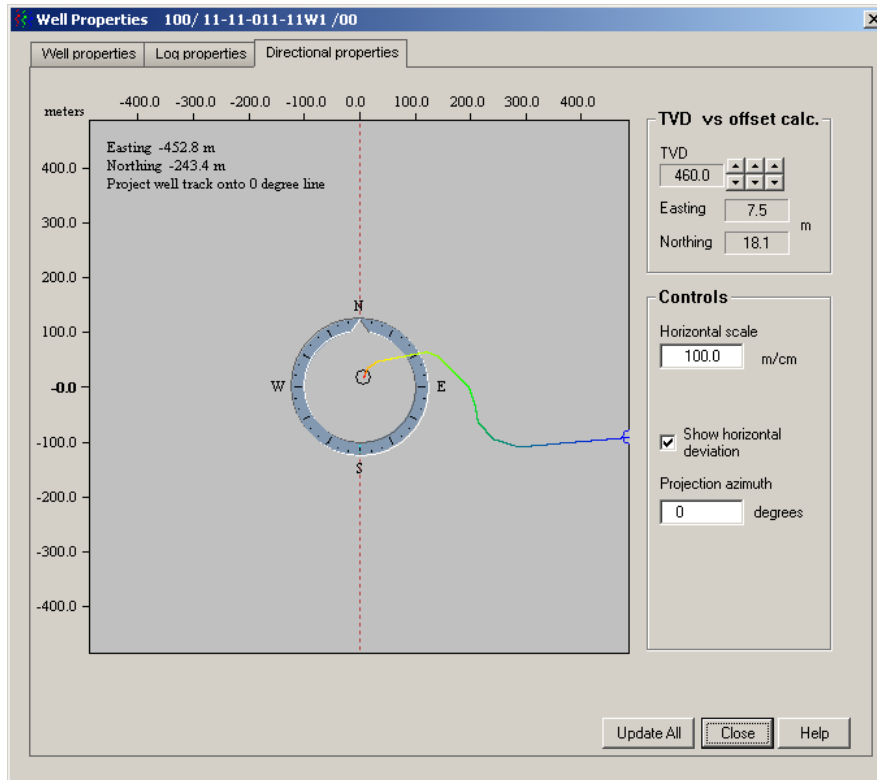 Well Properties 100/ 11-11-011-11W1 /00
Well properties Log properties Directional properties
meters -400.0 -300.0 -200.0 -100.0 0.0 100.0 200.0 300.0 400.0
Easting -452.8 m
Northing -243.4 m
Project well track onto 0 degree line
400.0
300.0
200.0
100.0
-0.0
-100.0
-200.0
-300.0
-400.0
N
W E
S
TVD vs offset calc.
TVD
460.0
Easting 7.5
m
Northing 18.1
Controls
Horizontal scale
100.0 m/cm
Show horizontal
deviation
Projection azimuth
0 degrees
Update All Close Help